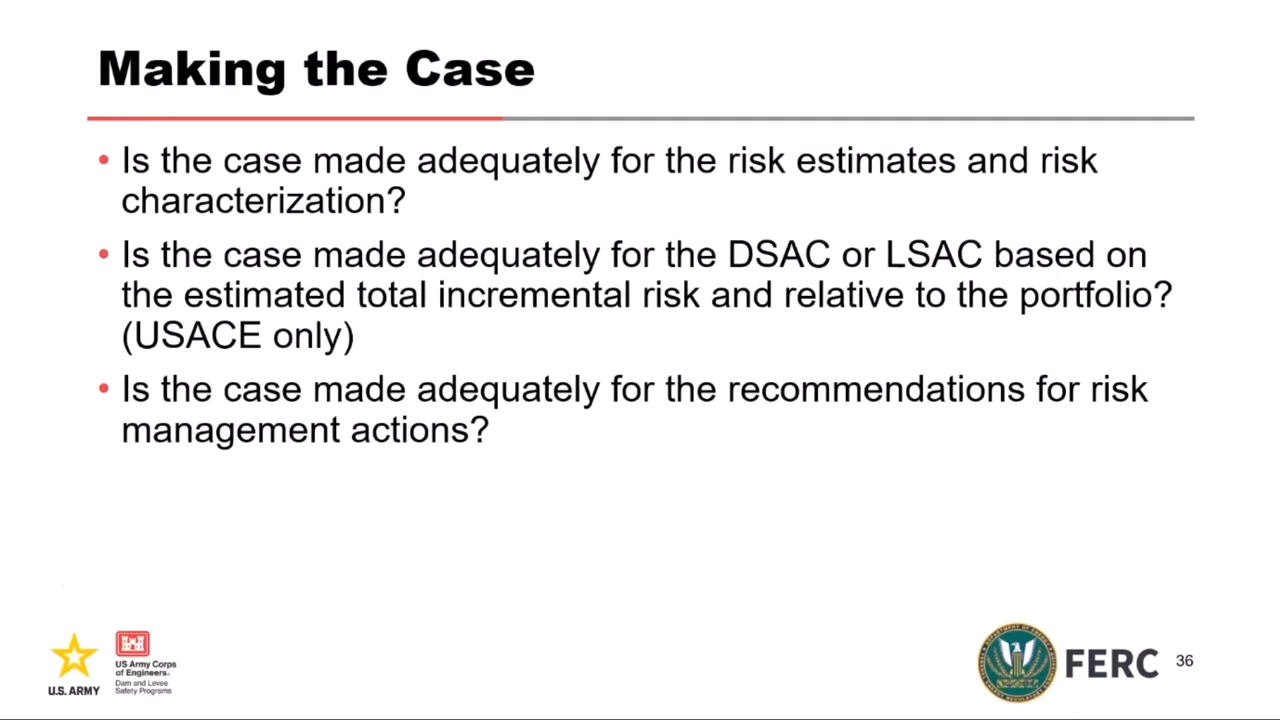 Making the Case
• Is the case made adequately for the risk estimates and risk
characterization?
• Is the case made adequately for the DSAC or LSAC based on
the estimated total incremental risk and relative to the portfolio?
(USACE only)
• Is the case made adequately for the recommendations for risk
management actions?
U.S. ARMY
US Army Corps
of Engineers.
Dam and Levee
Safety Programs
FERC
36